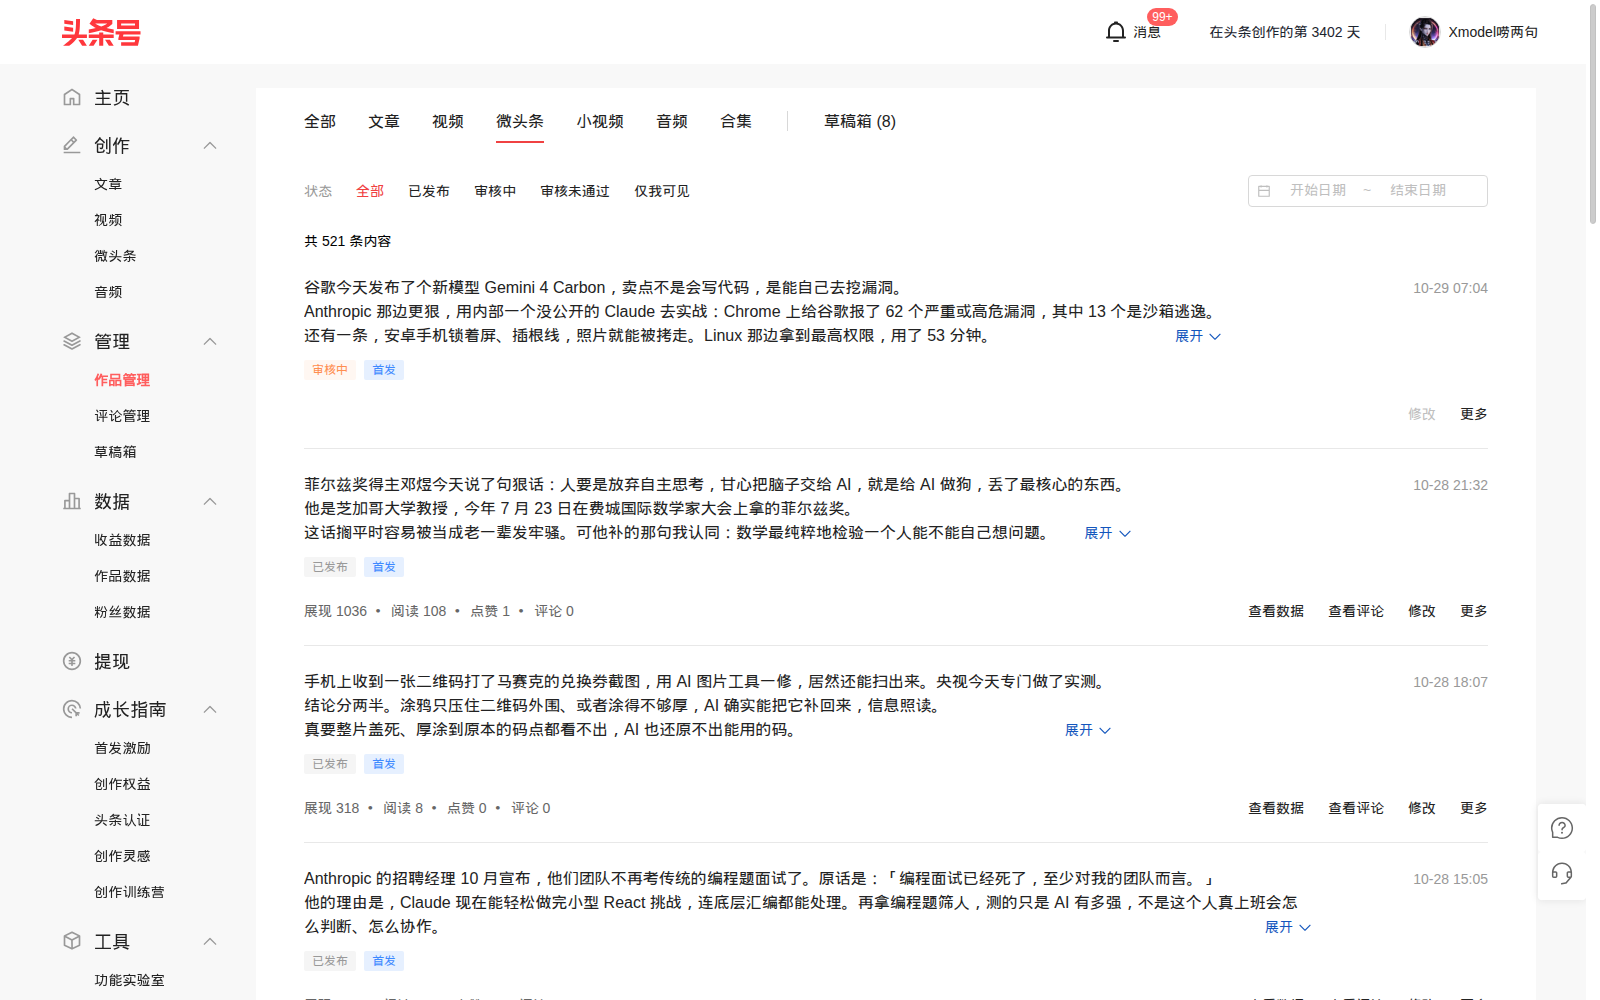 头条号
消息
99+
在头条创作的第 3402 天
Xmodel唠两句
主页
创作
文章
视频
微头条
音频
管理
作品管理
评论管理
草稿箱
数据
收益数据
作品数据
粉丝数据
提现
成长指南
首发激励
创作权益
头条认证
创作灵感
创作训练营
工具
功能实验室
全部 文章 视频 微头条 小视频 音频 合集 草稿箱 (8)
状态 全部 已发布 审核中 审核未通过 仅我可见
开始日期 ~ 结束日期
共 521 条内容
谷歌今天发布了个新模型 Gemini 4 Carbon，卖点不是会写代码，是能自己去挖漏洞。
10-29 07:04
Anthropic 那边更狠，用内部一个没公开的 Claude 去实战：Chrome 上给谷歌报了 62 个严重或高危漏洞，其中 13 个是沙箱逃逸。
还有一条，安卓手机锁着屏、插根线，照片就能被拷走。Linux 那边拿到最高权限，用了 53 分钟。
展开
审核中 首发
修改 更多
菲尔兹奖得主邓煜今天说了句狠话：人要是放弃自主思考，甘心把脑子交给 AI，就是给 AI 做狗，丢了最核心的东西。
10-28 21:32
他是芝加哥大学教授，今年 7 月 23 日在费城国际数学家大会上拿的菲尔兹奖。
这话搁平时容易被当成老一辈发牢骚。可他补的那句我认同：数学最纯粹地检验一个人能不能自己想问题。
展开
已发布 首发
展现 1036 • 阅读 108 • 点赞 1 • 评论 0
查看数据 查看评论 修改 更多
手机上收到一张二维码打了马赛克的兑换券截图，用 AI 图片工具一修，居然还能扫出来。央视今天专门做了实测。
10-28 18:07
结论分两半。涂鸦只压住二维码外围、或者涂得不够厚，AI 确实能把它补回来，信息照读。
真要整片盖死、厚涂到原本的码点都看不出，AI 也还原不出能用的码。
展开
已发布 首发
展现 318 • 阅读 8 • 点赞 0 • 评论 0
查看数据 查看评论 修改 更多
Anthropic 的招聘经理 10 月宣布，他们团队不再考传统的编程题面试了。原话是：「编程面试已经死了，至少对我的团队而言。」
10-28 15:05
他的理由是，Claude 现在能轻松做完小型 React 挑战，连底层汇编都能处理。再拿编程题筛人，测的只是 AI 有多强，不是这个人真上班会怎
么判断、怎么协作。
展开
已发布 首发